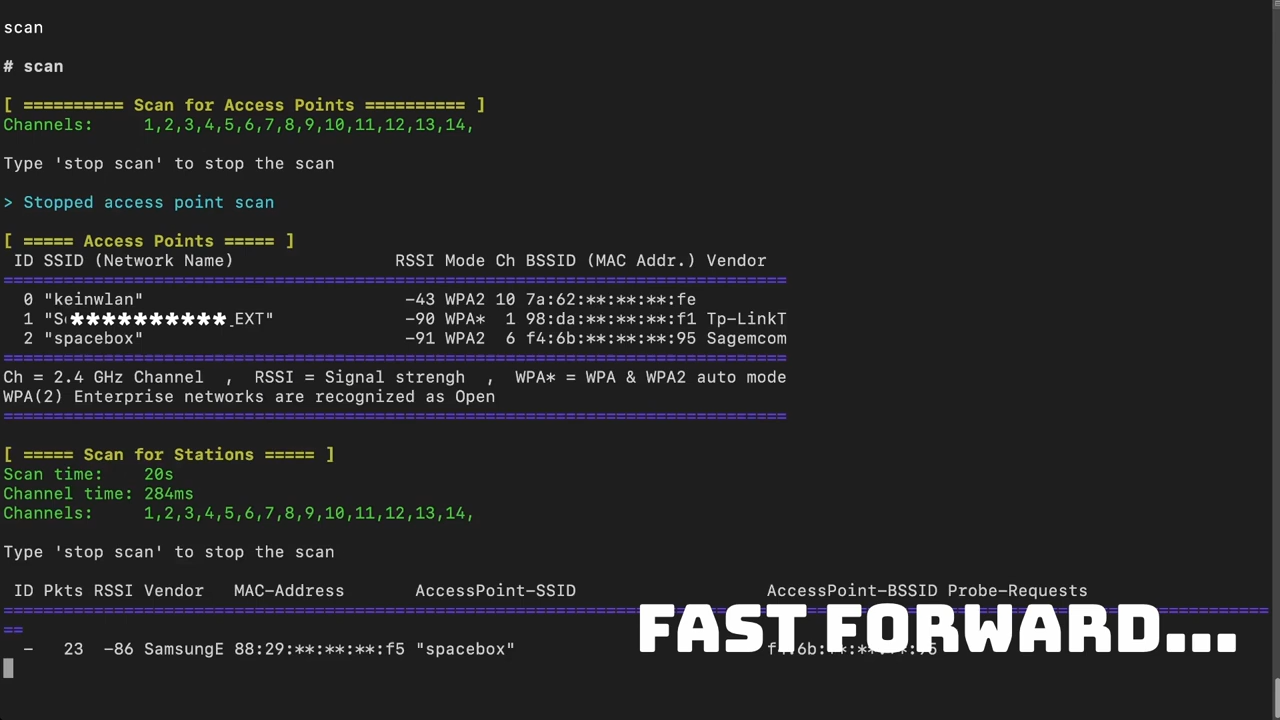 scan
# scan
[ ========== Scan for Access Points ========== ]
Channels:     1,2,3,4,5,6,7,8,9,10,11,12,13,14,
Type 'stop scan' to stop the scan
> Stopped access point scan
[ ===== Access Points ===== ]
 ID SSID (Network Name)                RSSI Mode Ch BSSID (MAC Addr.) Vendor
==============================================================================
  0 "keinwlan"                          -43 WPA2 10 7a:62:**:**:**:fe
  1 "S**********_EXT"                   -90 WPA*  1 98:da:**:**:**:f1 Tp-LinkT
  2 "spacebox"                          -91 WPA2  6 f4:6b:**:**:**:95 Sagemcom
==============================================================================
Ch = 2.4 GHz Channel  ,  RSSI = Signal strengh  ,  WPA* = WPA & WPA2 auto mode
WPA(2) Enterprise networks are recognized as Open
==============================================================================
[ ===== Scan for Stations ===== ]
Scan time:    20s
Channel time: 284ms
Channels:     1,2,3,4,5,6,7,8,9,10,11,12,13,14,
Type 'stop scan' to stop the scan
 ID Pkts RSSI Vendor   MAC-Address       AccessPoint-SSID                   AccessPoint-BSSID Probe-Requests
==============================================================================================================================
==
  -   23  -86 SamsungE 88:29:**:**:**:f5 "spacebox"                         f4:6b:**:**:**:95
FAST FORWARD...